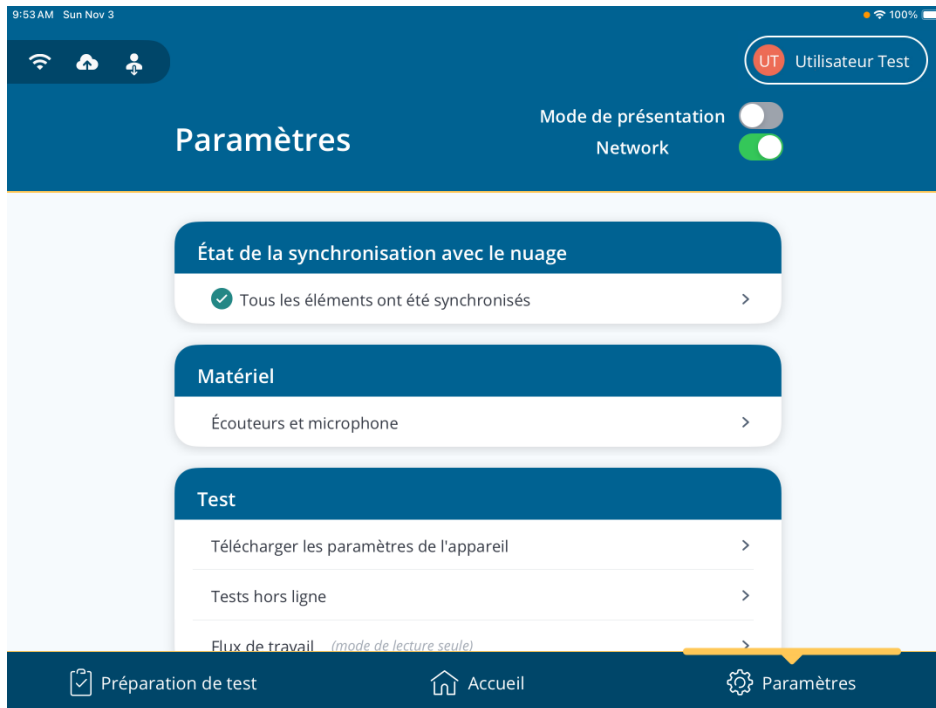 9:53 AM Sun Nov 3
100%
UT Utilisateur Test
Mode de présentation
Paramètres
Network
État de la synchronisation avec le nuage
Tous les éléments ont été synchronisés
Matériel
Écouteurs et microphone
Test
Télécharger les paramètres de l'appareil
Tests hors ligne
Flux de travail (mode de lecture seule)
Préparation de test
Accueil
Paramètres